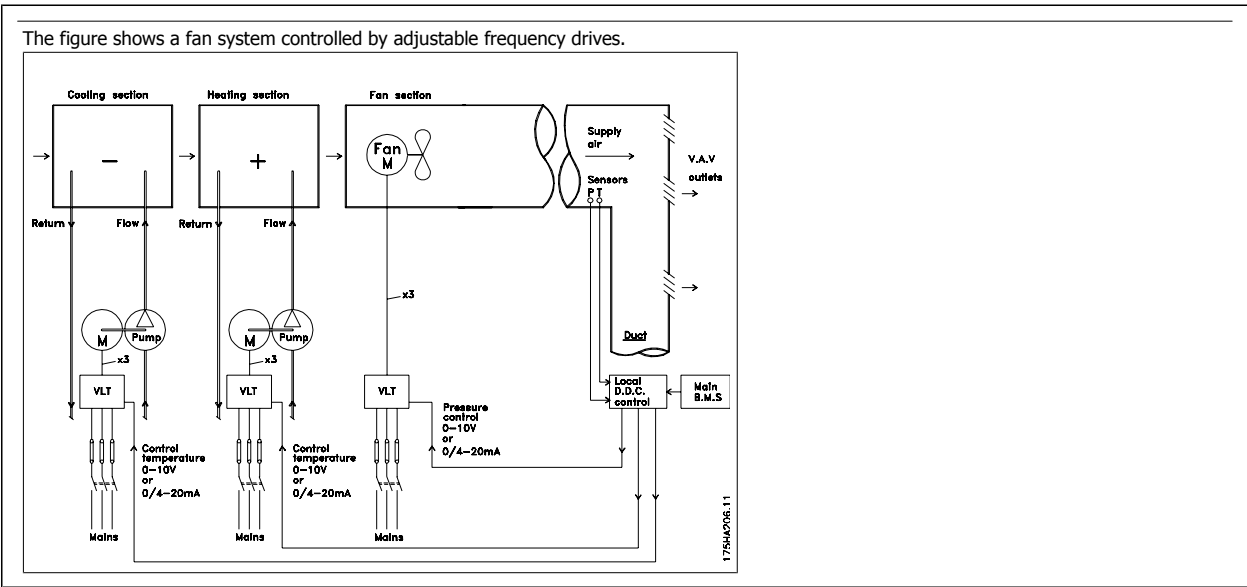 The figure shows a fan system controlled by adjustable frequency drives.
Cooling section
Heating section
Fan section
−
+
Fan
M
Supply
air
Sensors
P T
V.A.V
outlets
Return
Flow
Return
Flow
x3
M
Pump
M
Pump
Duct
x3
x3
VLT
VLT
VLT
Local
D.D.C.
control
Main
B.M.S
Pressure
control
0–10V
or
0/4–20mA
Control
temperature
0–10V
or
0/4–20mA
Control
temperature
0–10V
or
0/4–20mA
Mains
Mains
Mains
175HA206.11